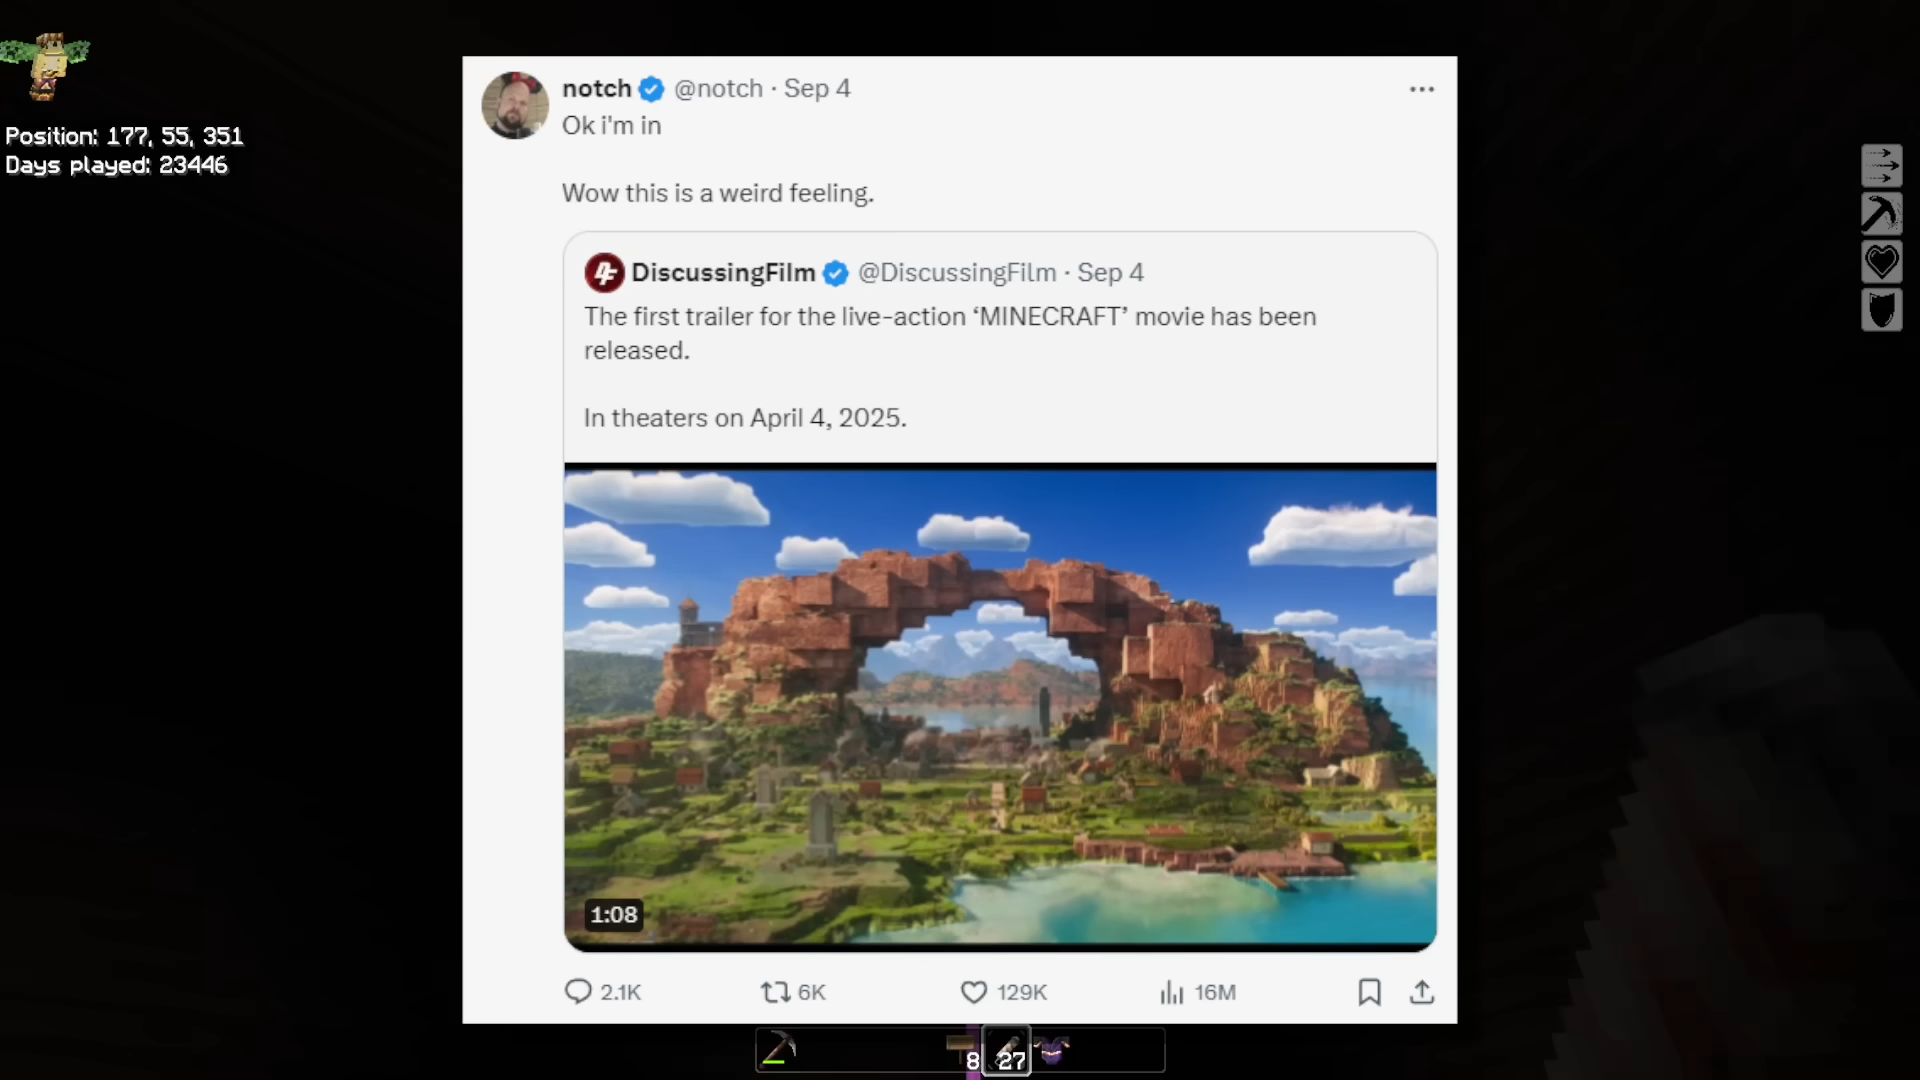 Position: 177, 55, 351
Days played: 23446
notch @notch · Sep 4
Ok i'm in
Wow this is a weird feeling.
DiscussingFilm @DiscussingFilm · Sep 4
The first trailer for the live-action ‘MINECRAFT’ movie has been
released.
In theaters on April 4, 2025.
1:08
2.1K 6K 129K 16M
8 27